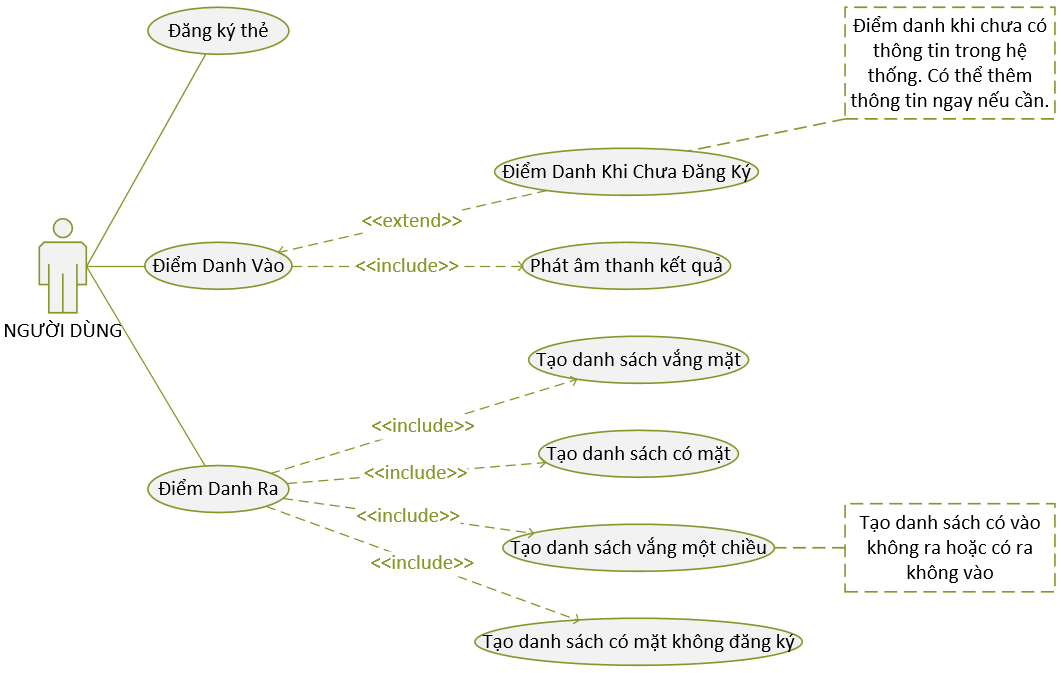 Đăng ký thẻ
Điểm danh khi chưa có
thông tin trong hệ
thống. Có thể thêm
thông tin ngay nếu cần.
Điểm Danh Khi Chưa Đăng Ký
<<extend>>
Điểm Danh Vào
<<include>>
Phát âm thanh kết quả
NGƯỜI DÙNG
Tạo danh sách vắng mặt
<<include>>
Tạo danh sách có mặt
<<include>>
Điểm Danh Ra
<<include>>
Tạo danh sách vắng một chiều
Tạo danh sách có vào
không ra hoặc có ra
không vào
<<include>>
Tạo danh sách có mặt không đăng ký